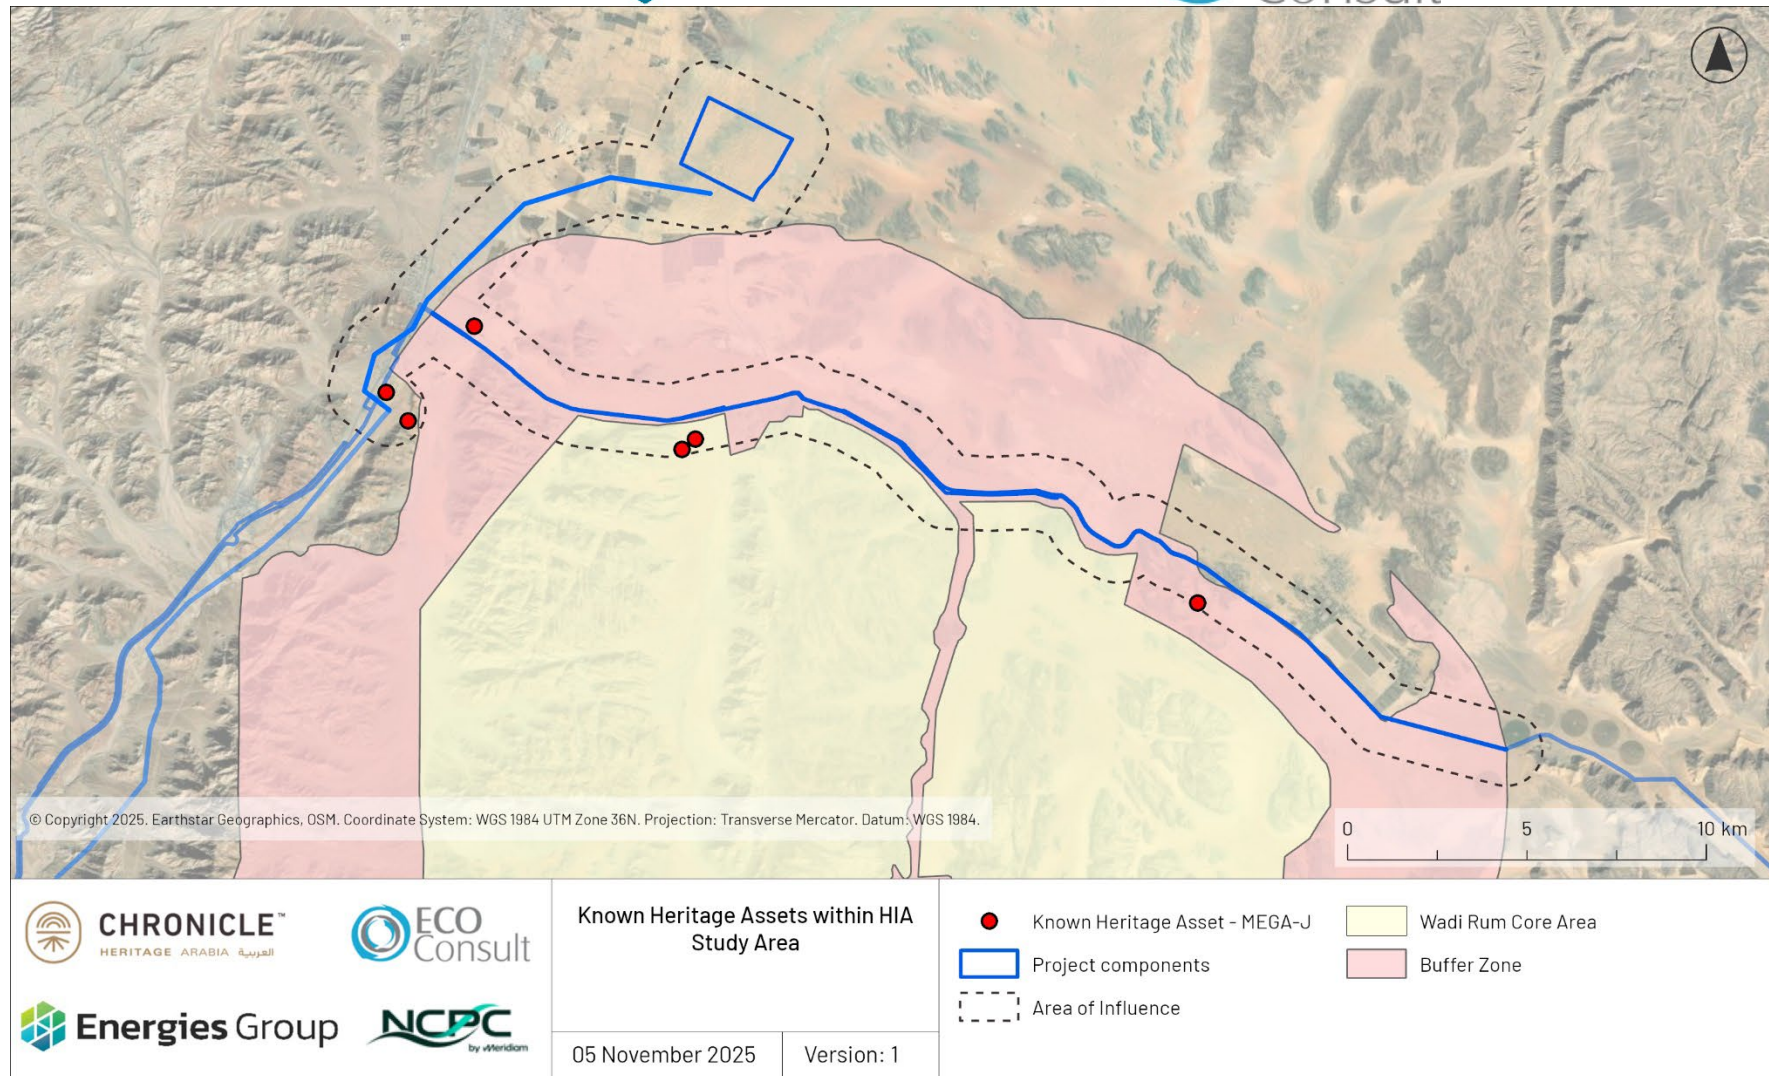 Consult
© Copyright 2025. Earthstar Geographics, OSM. Coordinate System: WGS 1984 UTM Zone 36N. Projection: Transverse Mercator. Datum: WGS 1984.
0 5 10 km
CHRONICLE™
HERITAGE ARABIA العربية
ECO
Consult
Energies Group
NCPC
by Meridiam
Known Heritage Assets within HIA
Study Area
05 November 2025
Version: 1
Known Heritage Asset - MEGA-J
Project components
Area of Influence
Wadi Rum Core Area
Buffer Zone